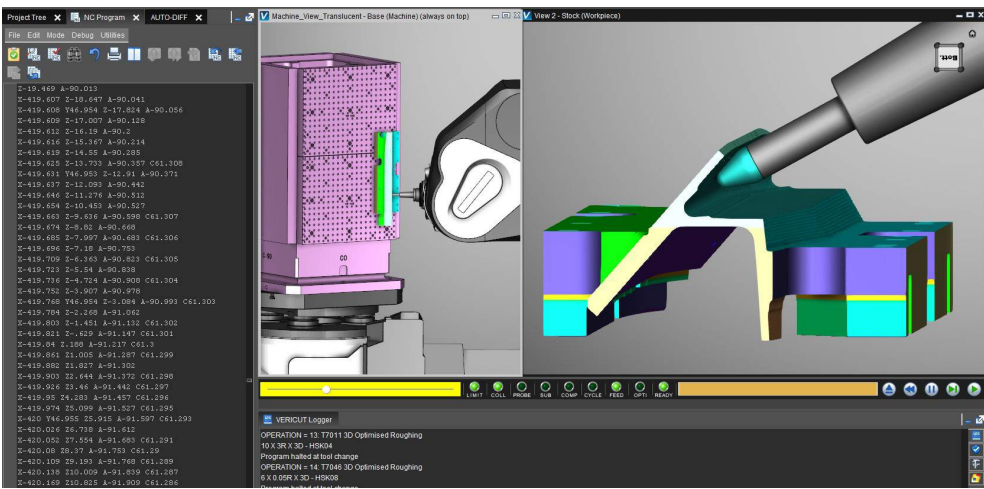 Project Tree
NC Program
AUTO-DIFF
Machine_View_Translucent - Base (Machine) (always on top)
View 2 - Stock (Workpiece)
File Edit Mode Debug Utilities
Z-19.469 A-90.013
X-419.607 Z-18.647 A-90.041
X-419.608 Y46.954 Z-17.824 A-90.056
X-419.609 Z-17.007 A-90.128
X-419.612 Z-16.19 A-90.2
X-419.616 Z-15.367 A-90.214
X-419.619 Z-14.55 A-90.285
X-419.625 Z-13.733 A-90.357 C61.308
X-419.631 Y46.953 Z-12.91 A-90.371
X-419.637 Z-12.093 A-90.442
X-419.646 Z-11.276 A-90.512
X-419.654 Z-10.453 A-90.527
X-419.663 Z-9.636 A-90.598 C61.307
X-419.674 Z-8.82 A-90.668
X-419.685 Z-7.997 A-90.683 C61.306
X-419.696 Z-7.18 A-90.753
X-419.709 Z-6.363 A-90.823 C61.305
X-419.723 Z-5.54 A-90.838
X-419.736 Z-4.724 A-90.908 C61.304
X-419.752 Z-3.907 A-90.978
X-419.768 Y46.954 Z-3.084 A-90.993 C61.303
X-419.784 Z-2.268 A-91.062
X-419.803 Z-1.451 A-91.132 C61.302
X-419.821 Z-.629 A-91.147 C61.301
X-419.84 Z.188 A-91.217 C61.3
X-419.861 Z1.005 A-91.287 C61.299
X-419.882 Z1.827 A-91.302
X-419.903 Z2.644 A-91.372 C61.298
X-419.926 Z3.46 A-91.442 C61.297
X-419.95 Z4.283 A-91.457 C61.296
X-419.974 Z5.099 A-91.527 C61.295
X-420 Y46.955 Z5.915 A-91.597 C61.293
X-420.026 Z6.738 A-91.612
X-420.052 Z7.554 A-91.683 C61.291
X-420.08 Z8.37 A-91.753 C61.29
X-420.109 Z9.193 A-91.768 C61.289
X-420.138 Z10.009 A-91.839 C61.287
X-420.169 Z10.825 A-91.909 C61.286
CO
Bott.
LIMIT COLL PROBE SUB COMP CYCLE FEED OPTI READY
VERICUT Logger
OPERATION = 13: T7011 3D Optimised Roughing
10 X 3R X 3D - HSK04
Program halted at tool change
OPERATION = 14: T7046 3D Optimised Roughing
6 X 0.05R X 3D - HSK08
Program halted at tool change